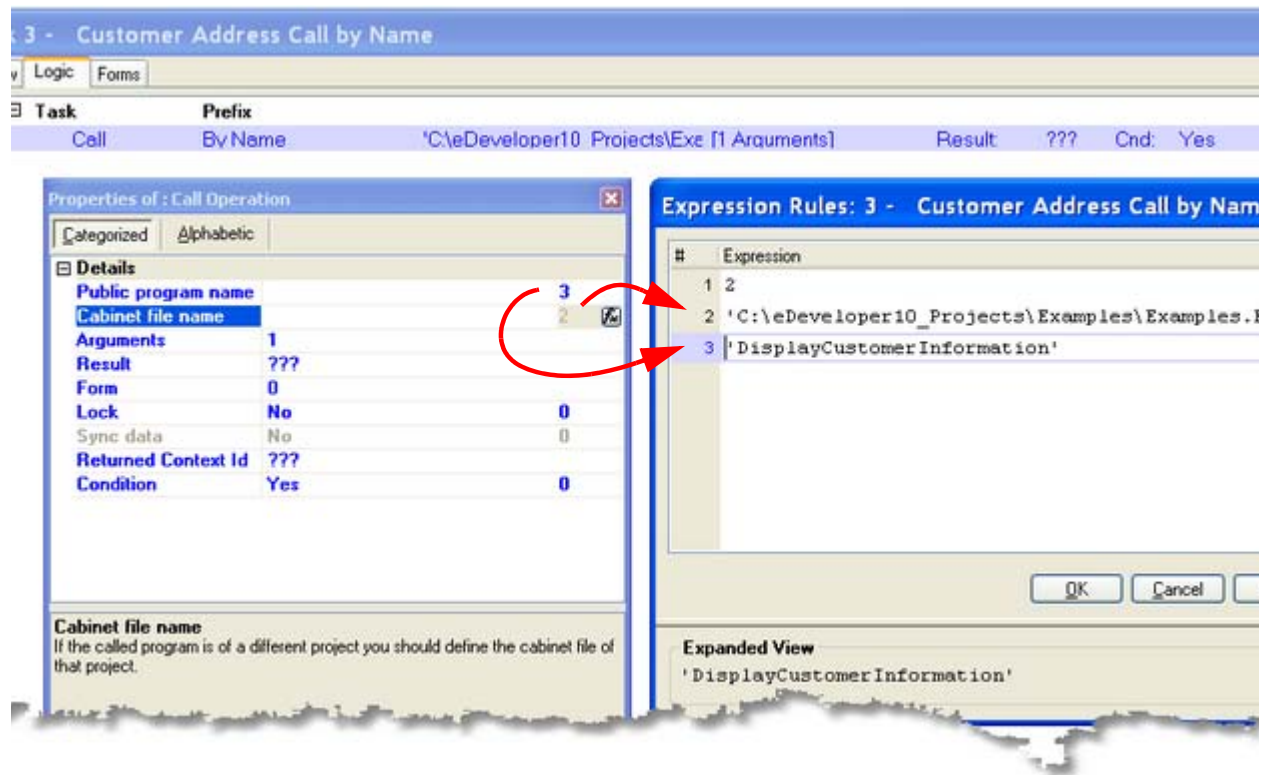 3 - Customer Address Call by Name
Logic Forms
Task Prefix
Call By Name 'C:\eDeveloper10_Projects\Exe [1 Arguments] Result: ??? Cnd: Yes
Properties of : Call Operation
Categorized Alphabetic
Details
Public program name 3
Cabinet file name 2
Arguments 1
Result ???
Form 0
Lock No 0
Sync data No 0
Returned Context Id ???
Condition Yes 0
Cabinet file name
If the called program is of a different project you should define the cabinet file of
that project.
Expression Rules: 3 - Customer Address Call by Nam
# Expression
1 2
2 'C:\eDeveloper10_Projects\Examples\Examples.
3 'DisplayCustomerInformation'
OK Cancel
Expanded View
'DisplayCustomerInformation'